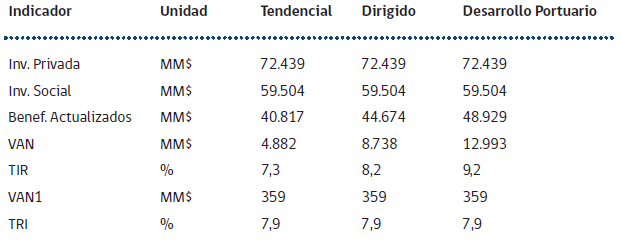 Indicador Unidad Tendencial Dirigido Desarrollo Portuario
Inv. Privada MM$ 72.439 72.439 72.439
Inv. Social MM$ 59.504 59.504 59.504
Benef. Actualizados MM$ 40.817 44.674 48.929
VAN MM$ 4.882 8.738 12.993
TIR % 7,3 8,2 9,2
VAN1 MM$ 359 359 359
TRI % 7,9 7,9 7,9